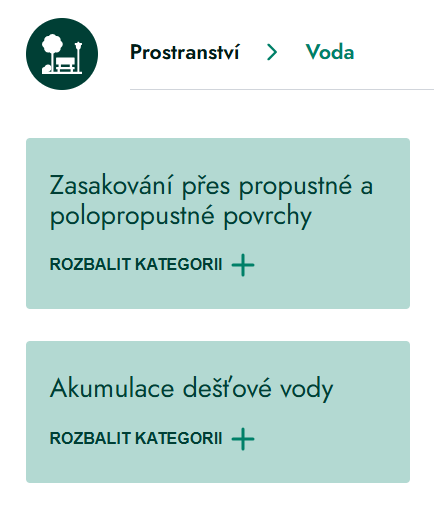 Prostranství > Voda
Zasakování přes propustné a
polopropustné povrchy
ROZBALIT KATEGORII +
Akumulace dešťové vody
ROZBALIT KATEGORII +